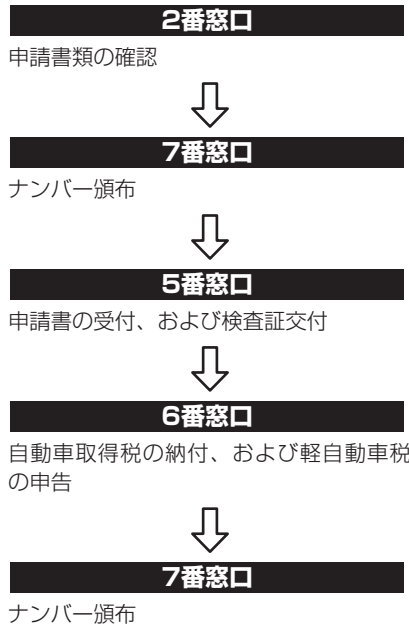 2番窓口
申請書類の確認
7番窓口
ナンバー頒布
5番窓口
申請書の受付、および検査証交付
6番窓口
自動車取得税の納付、および軽自動車税
の申告
7番窓口
ナンバー頒布